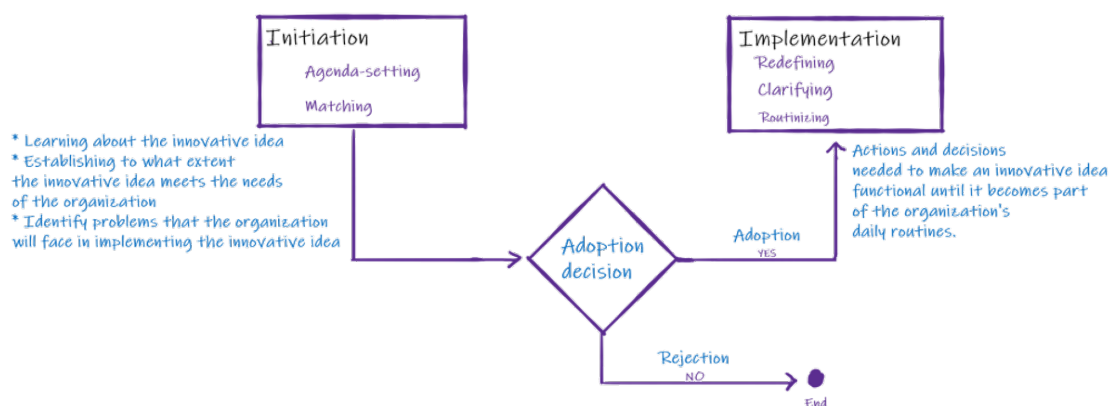 Initiation
Agenda-setting
Matching
* Learning about the innovative idea
* Establishing to what extent
the innovative idea meets the needs
of the organization
* Identify problems that the organization
will face in implementing the innovative idea
Adoption
decision
Adoption
YES
Rejection
NO
End
Implementation
Redefining
Clarifying
Routinizing
Actions and decisions
needed to make an innovative idea
functional until it becomes part
of the organization's
daily routines.